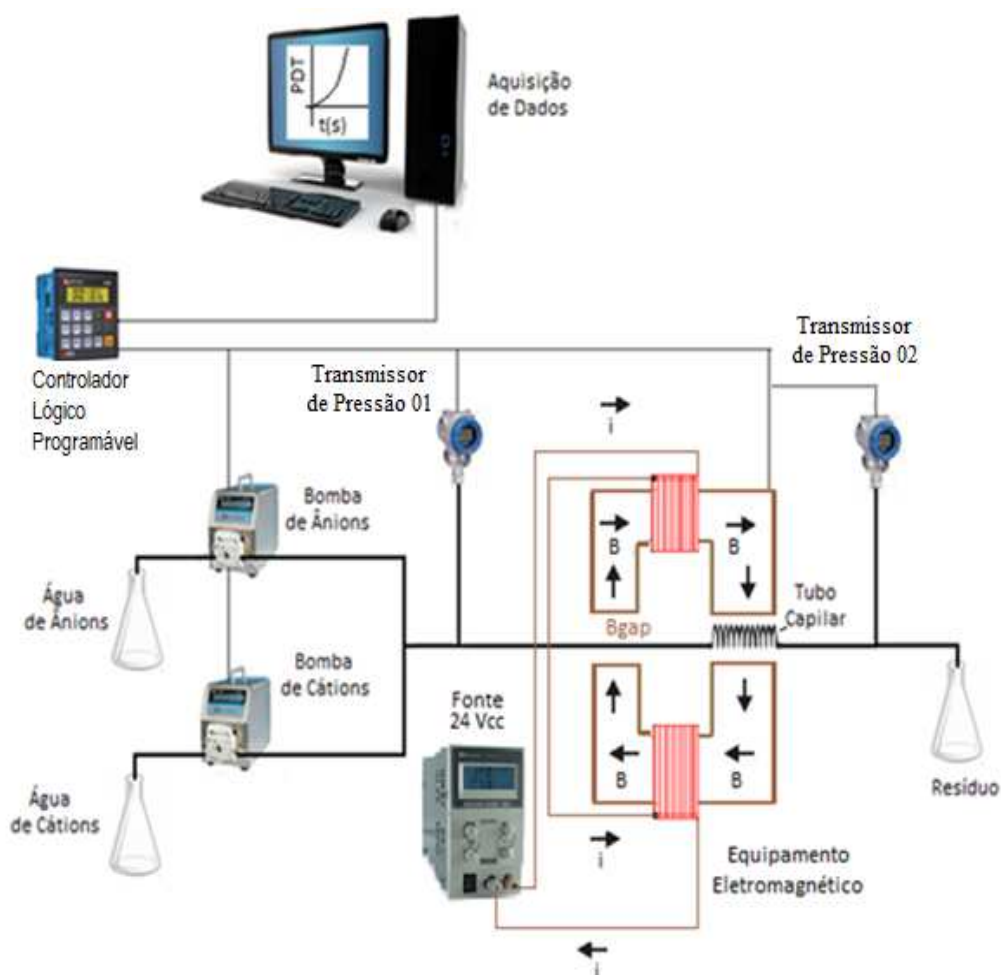 PDT
t(s)
Aquisição
de Dados
Controlador
Lógico
Programável
Transmissor
de Pressão 01
Transmissor
de Pressão 02
i
Bomba
de Ânions
Água
de Ânions
B
B
Bgap
Tubo
Capilar
Bomba
de Cátions
Água
de Cátions
Fonte
24 Vcc
B
B
Resíduo
i
Equipamento
Eletromagnético
i